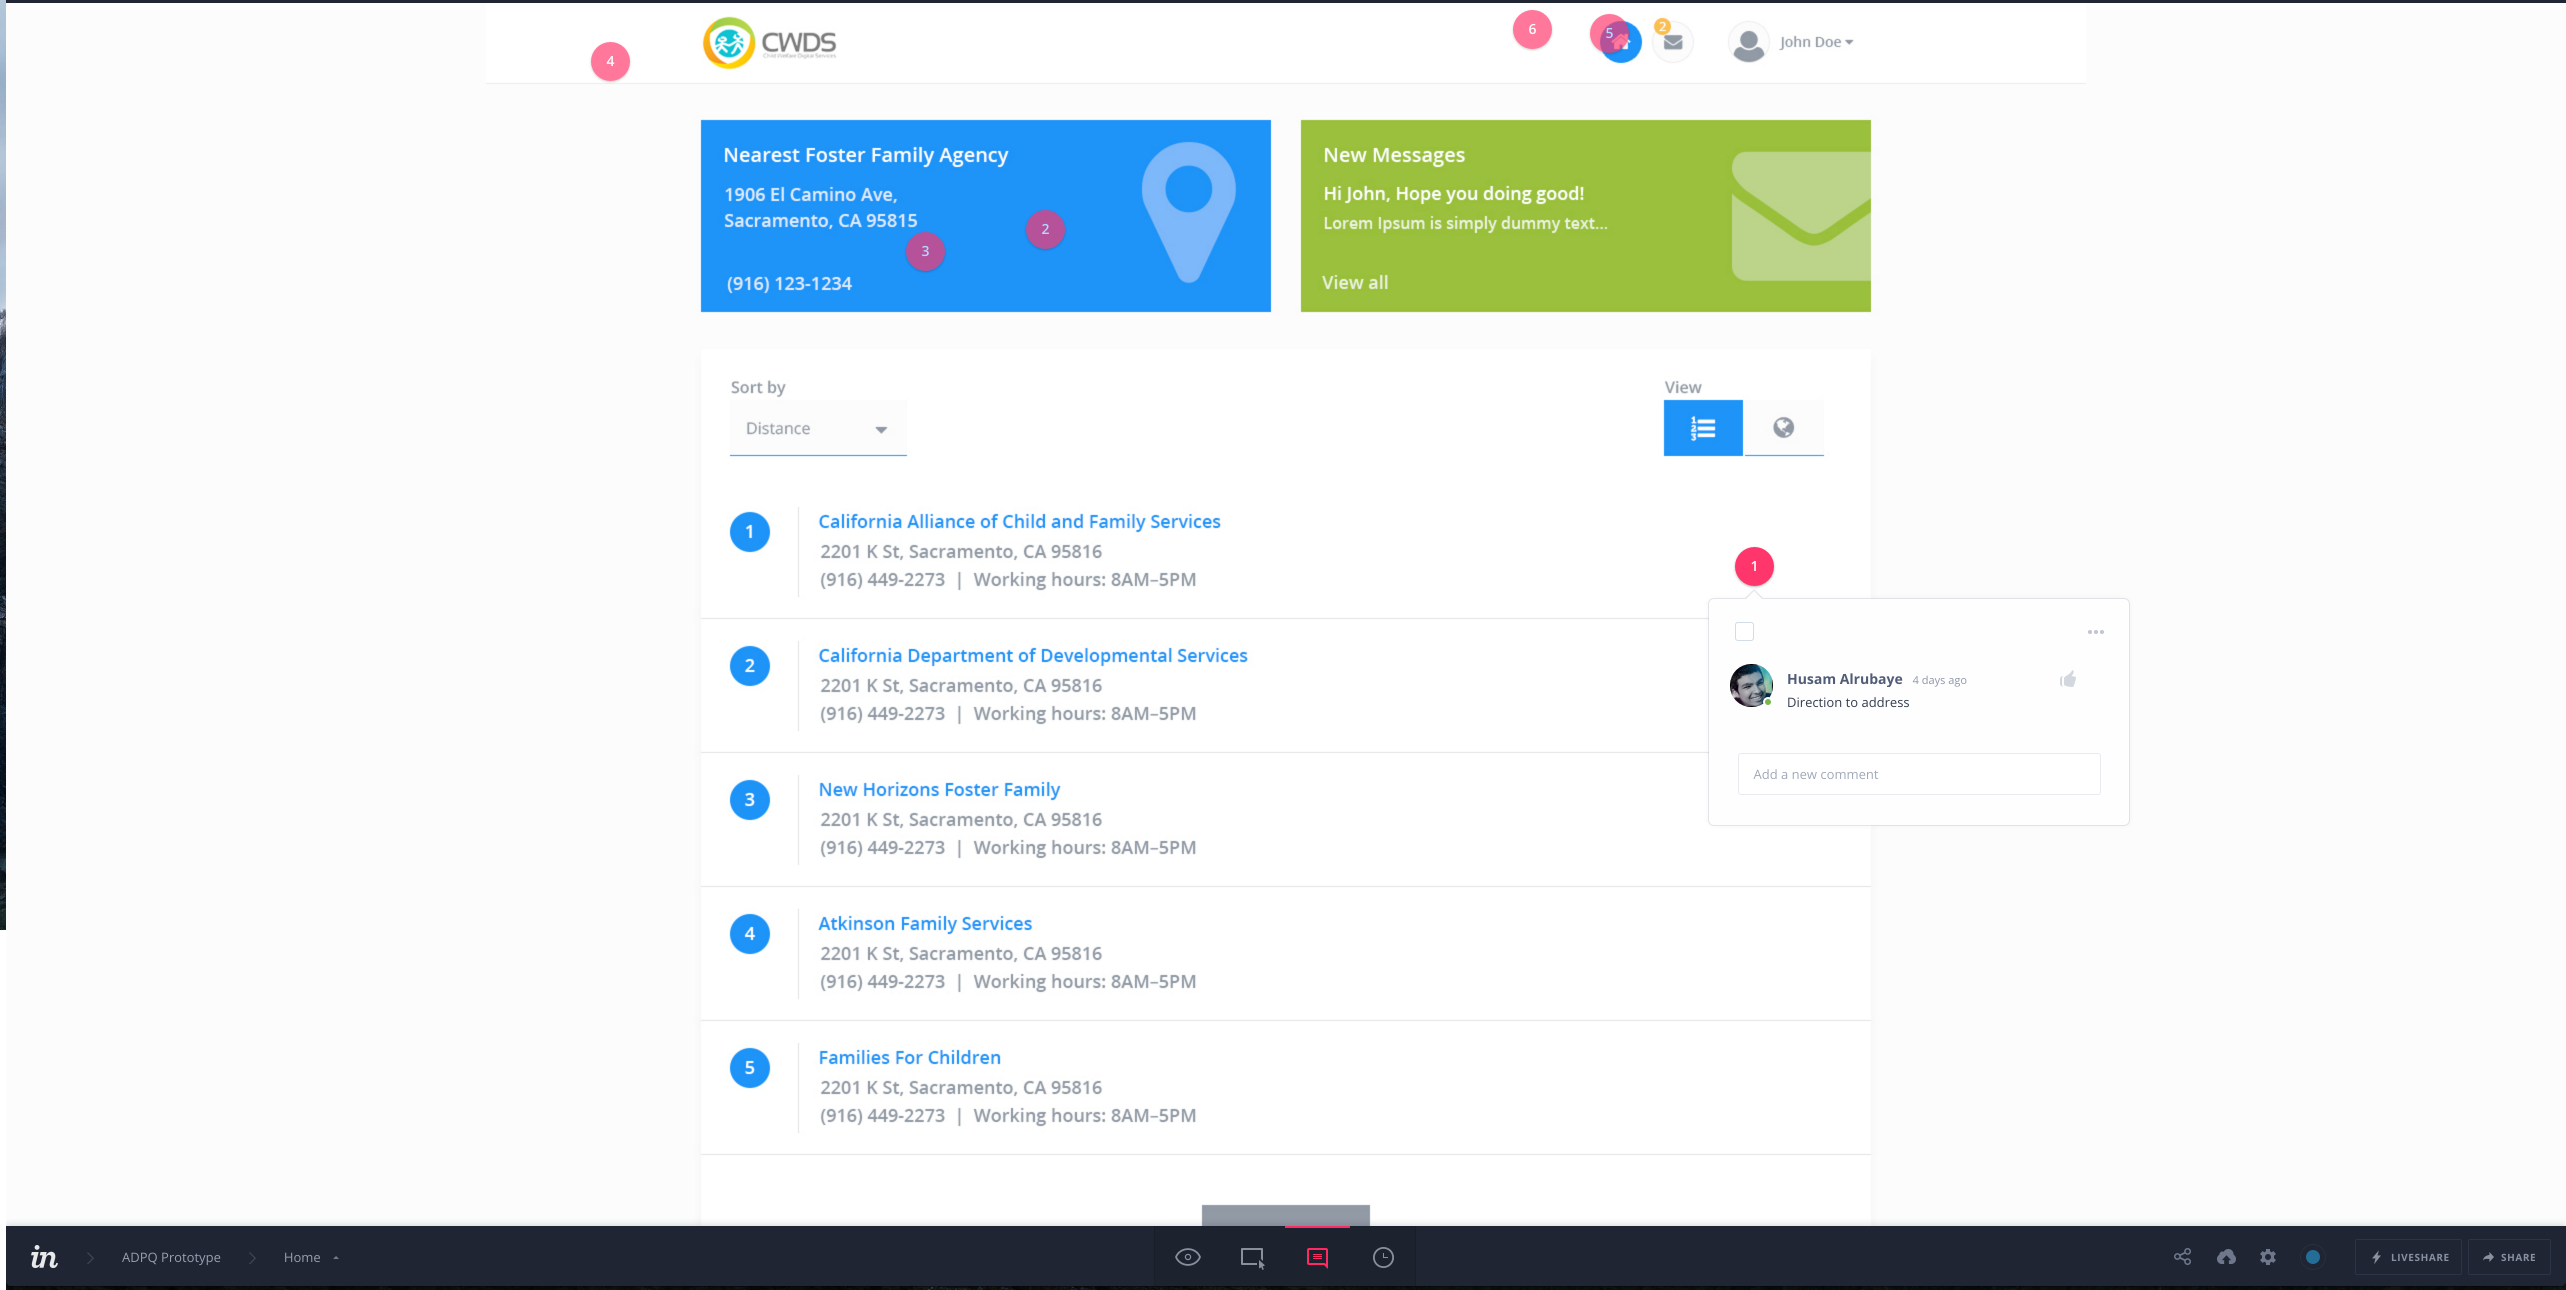 4
CWDS
Child Welfare Digital Services
6
5
2
John Doe
Nearest Foster Family Agency
1906 El Camino Ave,
Sacramento, CA 95815
2
3
(916) 123-1234
New Messages
Hi John, Hope you doing good!
Lorem Ipsum is simply dummy text...
View all
Sort by
Distance
View
1
2
3
1
California Alliance of Child and Family Services
2201 K St, Sacramento, CA 95816
(916) 449-2273 | Working hours: 8AM–5PM
1
Husam Alrubaye 4 days ago
Direction to address
Add a new comment
2
California Department of Developmental Services
2201 K St, Sacramento, CA 95816
(916) 449-2273 | Working hours: 8AM–5PM
3
New Horizons Foster Family
2201 K St, Sacramento, CA 95816
(916) 449-2273 | Working hours: 8AM–5PM
4
Atkinson Family Services
2201 K St, Sacramento, CA 95816
(916) 449-2273 | Working hours: 8AM–5PM
5
Families For Children
2201 K St, Sacramento, CA 95816
(916) 449-2273 | Working hours: 8AM–5PM
in ADPQ Prototype Home LIVESHARE SHARE